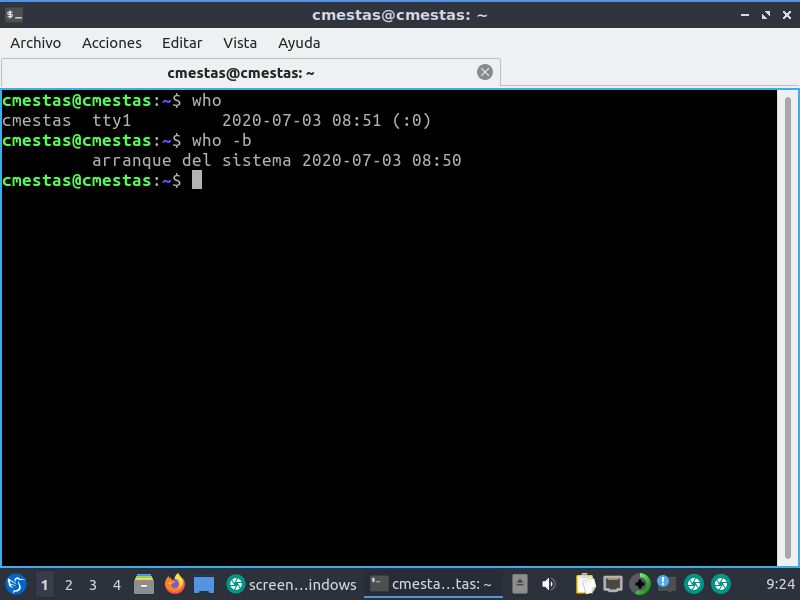 cmestas@cmestas: ~
Archivo Acciones Editar Vista Ayuda
cmestas@cmestas: ~
cmestas@cmestas:~$ who
cmestas  tty1         2020-07-03 08:51 (:0)
cmestas@cmestas:~$ who -b
         arranque del sistema 2020-07-03 08:50
cmestas@cmestas:~$
1 2 3 4 screen…indows cmesta…tas: ~ 9:24